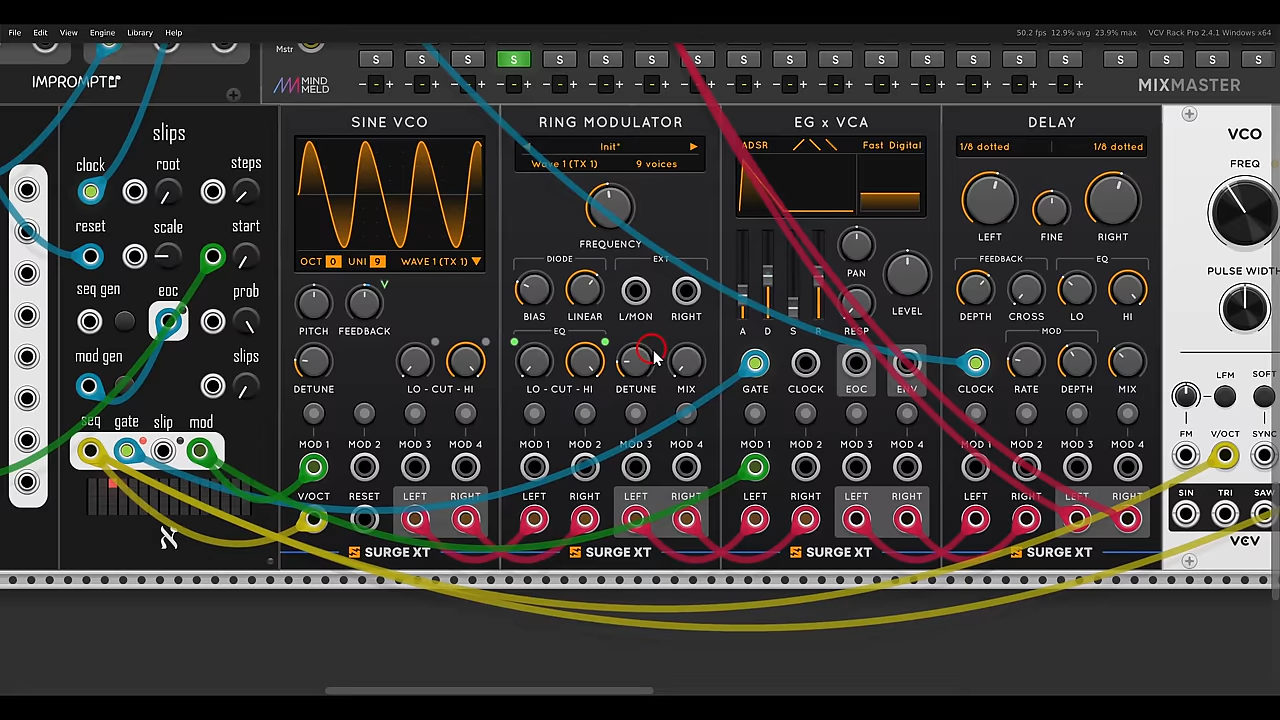 File Edit View Engine Library Help
50.2 fps 12.9% avg 23.9% max VCV Rack Pro 2.4.1 Windows x64
Mstr
S S S S S S S S S S S S S S S S S S S S
IMPROMPTU
MIND
MELD
MIXMASTER
slips
clock root steps
reset scale start
seq gen eoc prob
mod gen slips
seq gate slip mod
א
SINE VCO
OCT 0 UNI 9 WAVE 1 (TX 1)
PITCH FEEDBACK
DETUNE LO - CUT - HI
MOD 1 MOD 2 MOD 3 MOD 4
V/OCT RESET LEFT RIGHT
SURGE XT
RING MODULATOR
Init*
Wave 1 (TX 1) 9 voices
FREQUENCY
DIODE EXT
BIAS LINEAR L/MON RIGHT
EQ
LO - CUT - HI DETUNE MIX
MOD 1 MOD 2 MOD 3 MOD 4
LEFT RIGHT LEFT RIGHT
SURGE XT
EG x VCA
ADSR Fast Digital
PAN
LEVEL
A D S R RESP
GATE CLOCK EOC ENV
MOD 1 MOD 2 MOD 3 MOD 4
LEFT RIGHT LEFT RIGHT
SURGE XT
DELAY
1/8 dotted 1/8 dotted
LEFT FINE RIGHT
FEEDBACK EQ
DEPTH CROSS LO HI
MOD
CLOCK RATE DEPTH MIX
MOD 1 MOD 2 MOD 3 MOD 4
LEFT RIGHT LEFT RIGHT
SURGE XT
VCO
FREQ
PULSE WIDTH
LFM SOFT
FM V/OCT SYNC
SIN TRI SAW
VCV